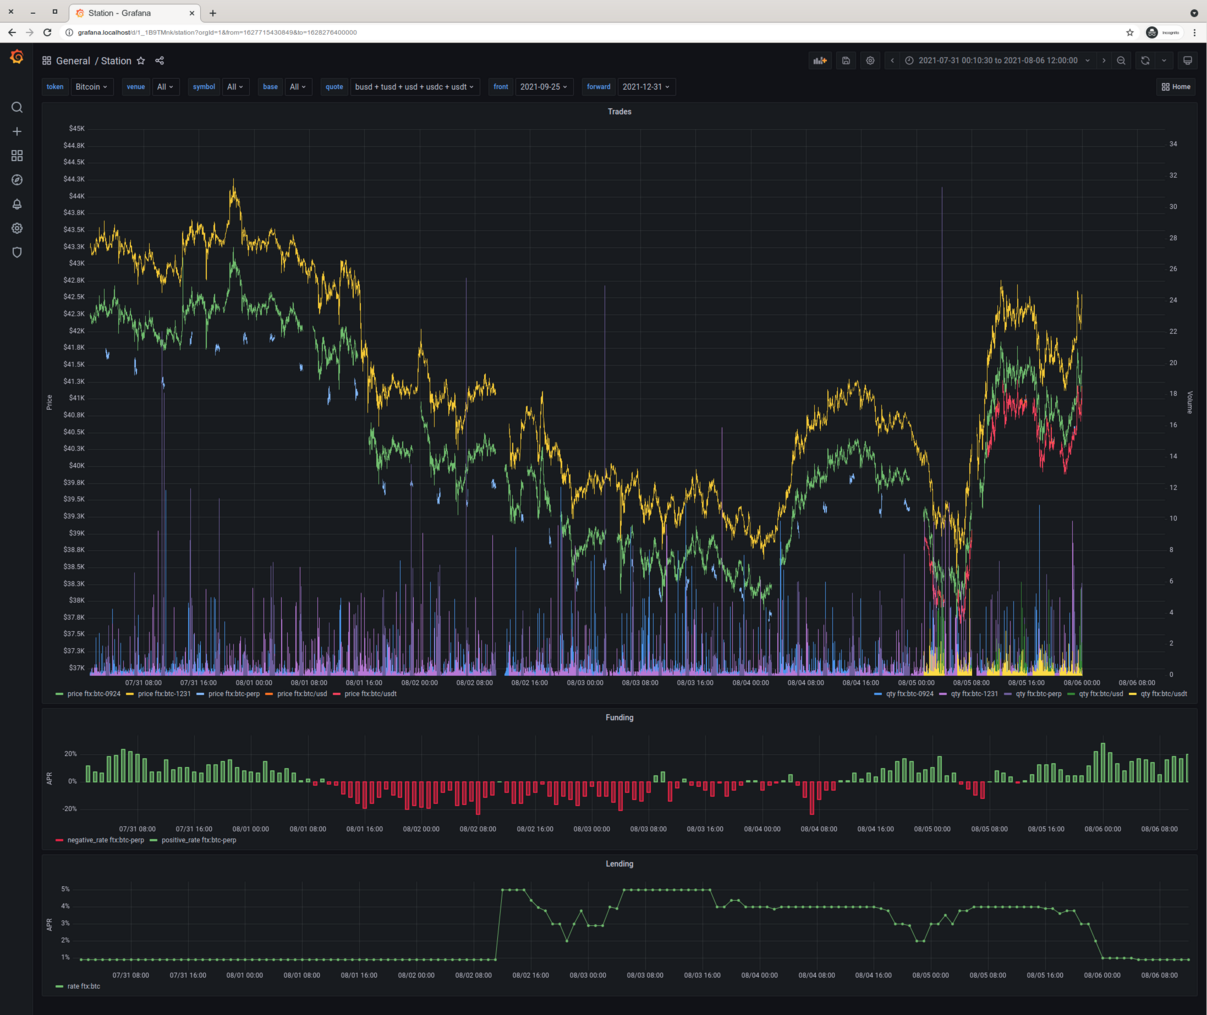 Station - Grafana
grafana.localhost/d/1_1B9TMnk/station?orgId=1&from=1627715430849&to=1628276400000
Incognito
General / Station
2021-07-31 00:10:30 to 2021-08-06 12:00:00
token Bitcoin venue All symbol All base All quote busd + tusd + usd + usdc + usdt front 2021-09-25 forward 2021-12-31 Home
Trades
$45K
$44.8K 34
$44.5K
$44.3K 32
$44K
$43.8K 30
$43.5K
$43.3K 28
$43K
$42.8K 26
$42.5K
$42.3K 24
$42K 22
$41.8K
$41.5K 20
$41.3K
$41K 18
Price Volume
$40.8K
$40.5K 16
$40.3K
$40K 14
$39.8K
$39.5K 12
$39.3K 10
$39K
$38.8K 8
$38.5K
$38.3K 6
$38K
$37.8K 4
$37.5K
$37.3K 2
$37K 0
07/31 08:00 07/31 16:00 08/01 00:00 08/01 08:00 08/01 16:00 08/02 00:00 08/02 08:00 08/02 16:00 08/03 00:00 08/03 08:00 08/03 16:00 08/04 00:00 08/04 08:00 08/04 16:00 08/05 00:00 08/05 08:00 08/05 16:00 08/06 00:00 08/06 08:00
price ftx:btc-0924 price ftx:btc-1231 price ftx:btc-perp price ftx:btc/usd price ftx:btc/usdt qty ftx:btc-0924 qty ftx:btc-1231 qty ftx:btc-perp qty ftx:btc/usd qty ftx:btc/usdt
Funding
20%
APR
0%
-20%
07/31 08:00 07/31 16:00 08/01 00:00 08/01 08:00 08/01 16:00 08/02 00:00 08/02 08:00 08/02 16:00 08/03 00:00 08/03 08:00 08/03 16:00 08/04 00:00 08/04 08:00 08/04 16:00 08/05 00:00 08/05 08:00 08/05 16:00 08/06 00:00 08/06 08:00
negative_rate ftx:btc-perp positive_rate ftx:btc-perp
Lending
5%
4%
APR
3%
2%
1%
07/31 08:00 07/31 16:00 08/01 00:00 08/01 08:00 08/01 16:00 08/02 00:00 08/02 08:00 08/02 16:00 08/03 00:00 08/03 08:00 08/03 16:00 08/04 00:00 08/04 08:00 08/04 16:00 08/05 00:00 08/05 08:00 08/05 16:00 08/06 00:00 08/06 08:00
rate ftx:btc